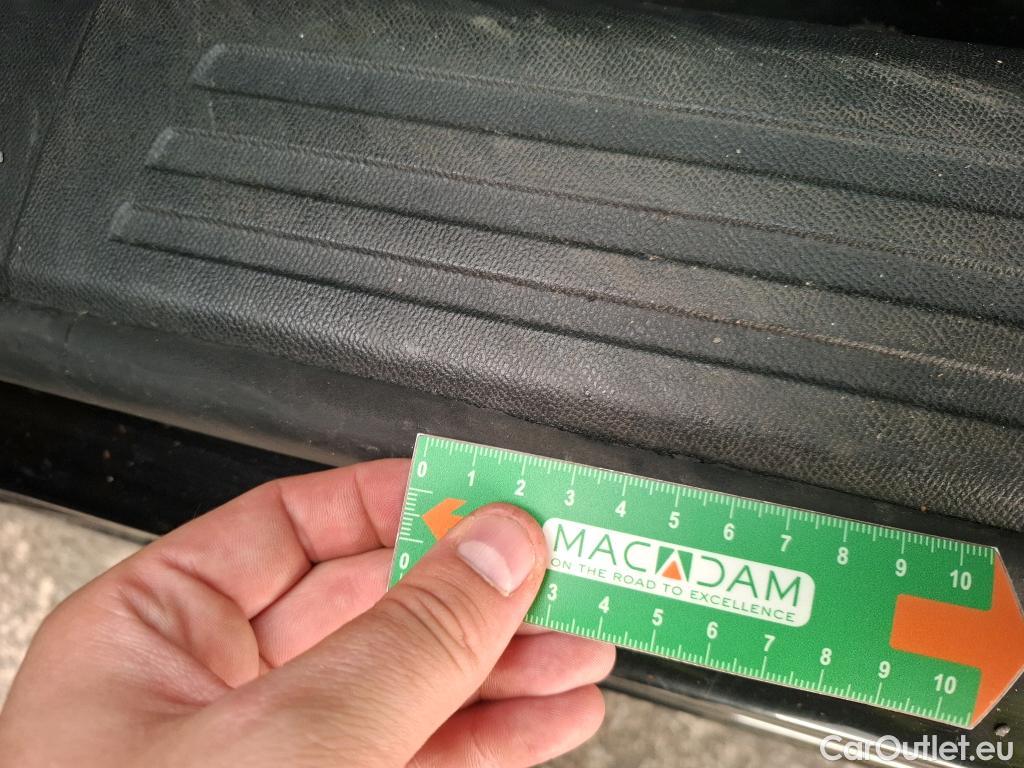 0 1 2 3 4 5 6 7 8 9 10
MACADAM
ON THE ROAD TO EXCELLENCE
0 3 4 5 6 7 8 9 10
CarOutlet.eu